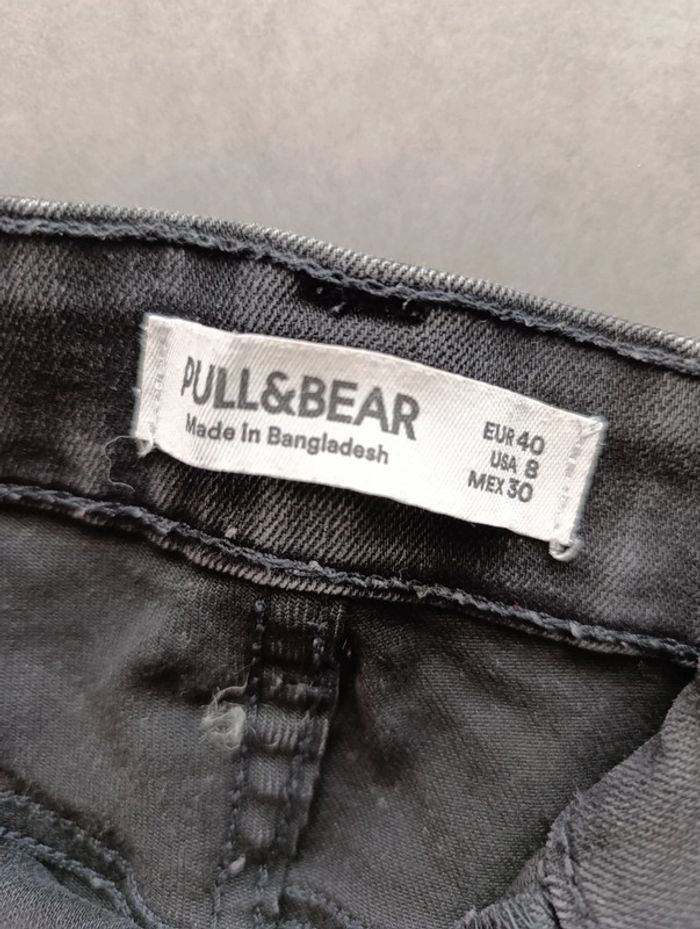 PULL&BEAR
Made in Bangladesh
EUR 40
USA 8
MEX 30